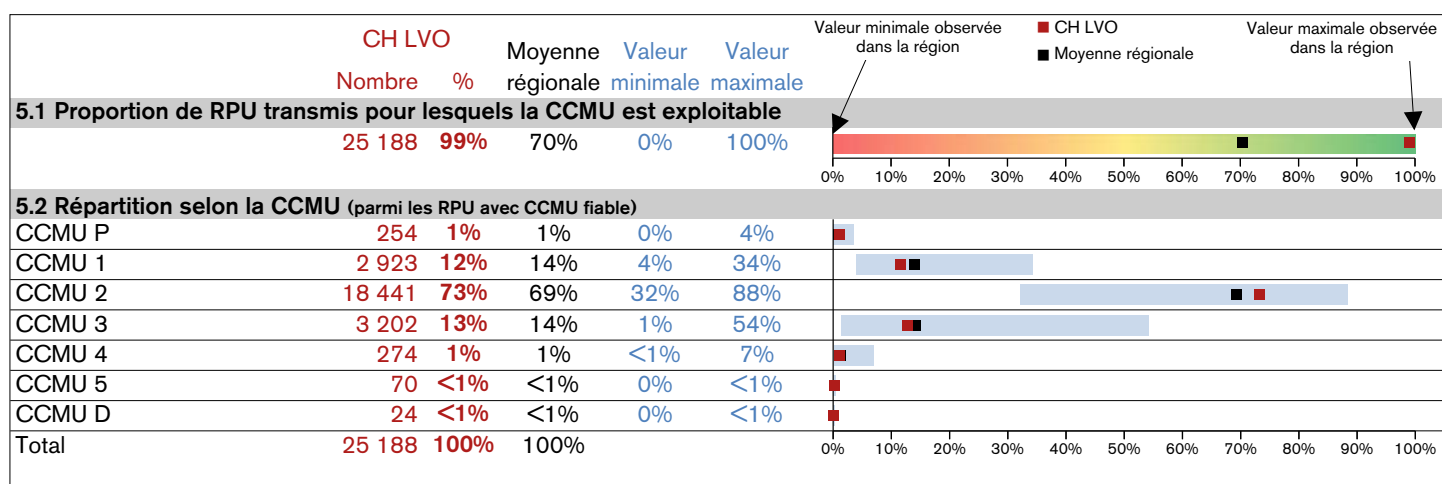 CH LVO
Nombre % Moyenne régionale Valeur minimale Valeur maximale
Valeur minimale observée dans la région
CH LVO
Moyenne régionale
Valeur maximale observée dans la région
5.1 Proportion de RPU transmis pour lesquels la CCMU est exploitable
25 188 99% 70% 0% 100%
0% 10% 20% 30% 40% 50% 60% 70% 80% 90% 100%
5.2 Répartition selon la CCMU (parmi les RPU avec CCMU fiable)
CCMU P 254 1% 1% 0% 4%
CCMU 1 2 923 12% 14% 4% 34%
CCMU 2 18 441 73% 69% 32% 88%
CCMU 3 3 202 13% 14% 1% 54%
CCMU 4 274 1% 1% <1% 7%
CCMU 5 70 <1% <1% 0% <1%
CCMU D 24 <1% <1% 0% <1%
Total 25 188 100% 100%
0% 10% 20% 30% 40% 50% 60% 70% 80% 90% 100%